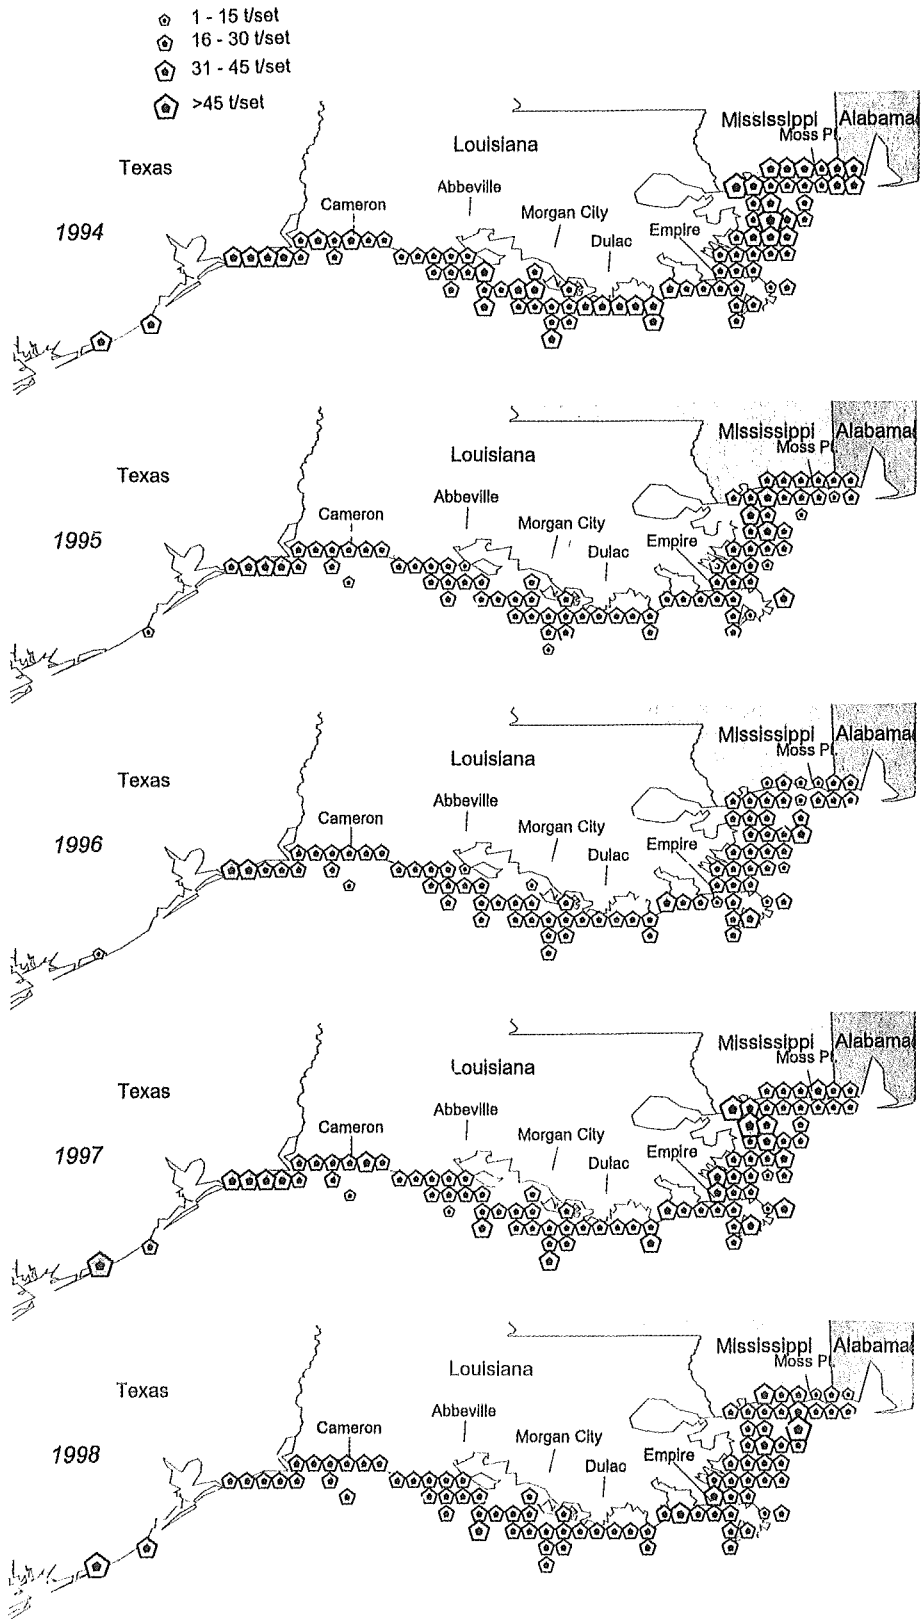 1 - 15 t/set
16 - 30 t/set
31 - 45 t/set
>45 t/set
Mississippi
Alabama
Moss Pt.
Louisiana
Texas
Abbeville
Cameron
Morgan City
1994
Empire
Dulac
Mississippi
Alabama
Moss Pt.
Louisiana
Texas
Abbeville
Cameron
Morgan City
1995
Empire
Dulac
Mississippi
Alabama
Moss Pt.
Louisiana
Texas
Abbeville
Cameron
Morgan City
1996
Empire
Dulac
Mississippi
Alabama
Moss Pt.
Louisiana
Texas
Abbeville
Cameron
Morgan City
1997
Empire
Dulac
Mississippi
Alabama
Moss Pt.
Louisiana
Texas
Abbeville
Cameron
Morgan City
1998
Empire
Dulac